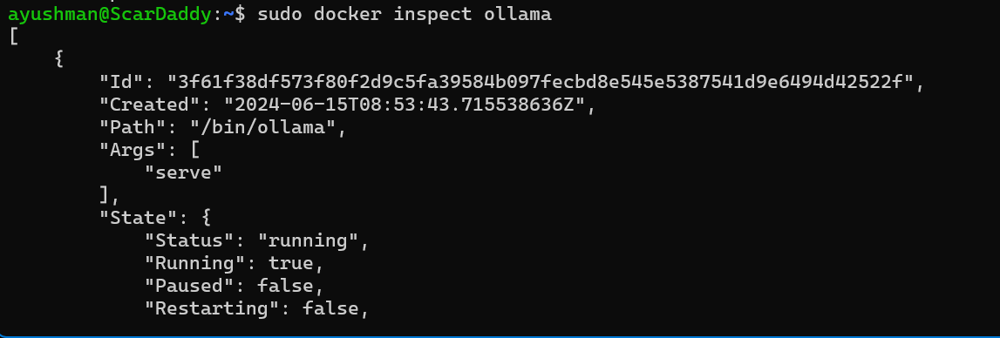 ayushman@ScarDaddy:~$ sudo docker inspect ollama
[
    {
        "Id": "3f61f38df573f80f2d9c5fa39584b097fecbd8e545e5387541d9e6494d42522f",
        "Created": "2024-06-15T08:53:43.715538636Z",
        "Path": "/bin/ollama",
        "Args": [
            "serve"
        ],
        "State": {
            "Status": "running",
            "Running": true,
            "Paused": false,
            "Restarting": false,